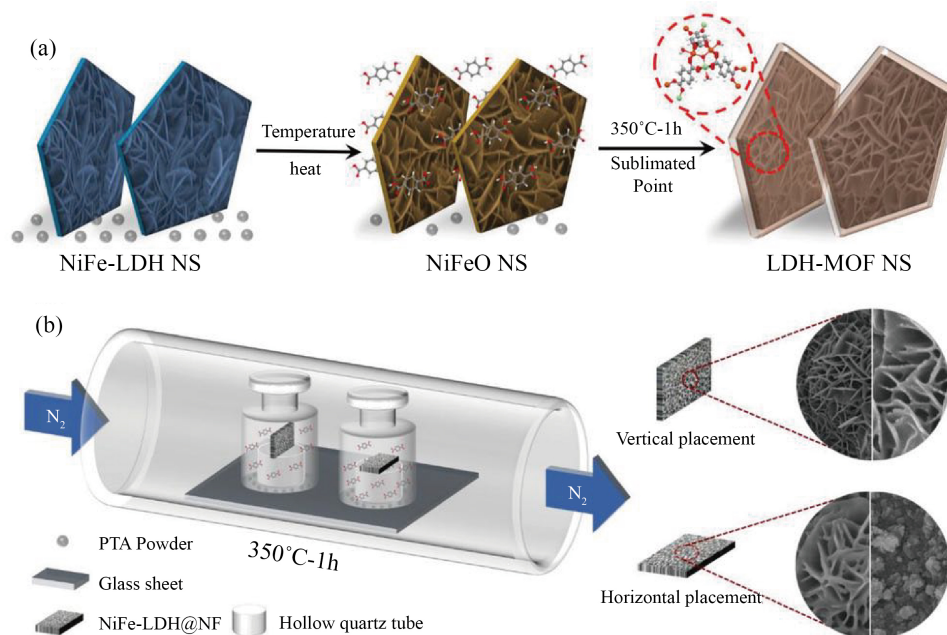 (a)
Temperature
heat
350°C-1h
Sublimated
Point
NiFe-LDH NS
NiFeO NS
LDH-MOF NS
(b)
N₂
N₂
350°C-1h
PTA Powder
Glass sheet
NiFe-LDH@NF
Hollow quartz tube
Vertical placement
Horizontal placement